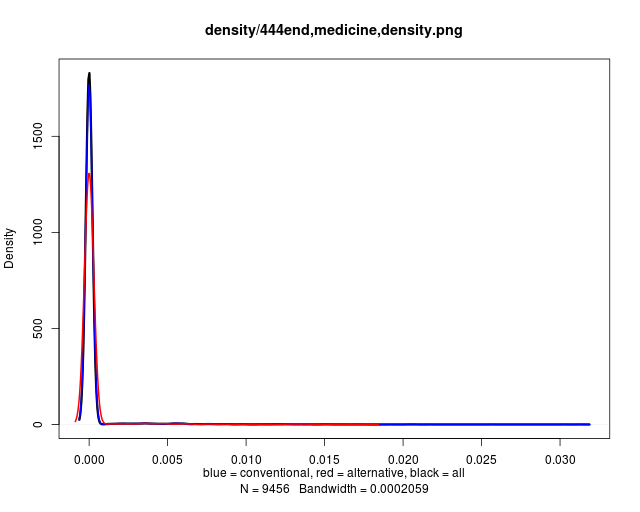 density/444end,medicine,density.png
Density
1500
1000
500
0
0.000 0.005 0.010 0.015 0.020 0.025 0.030
blue = conventional, red = alternative, black = all
N = 9456 Bandwidth = 0.0002059